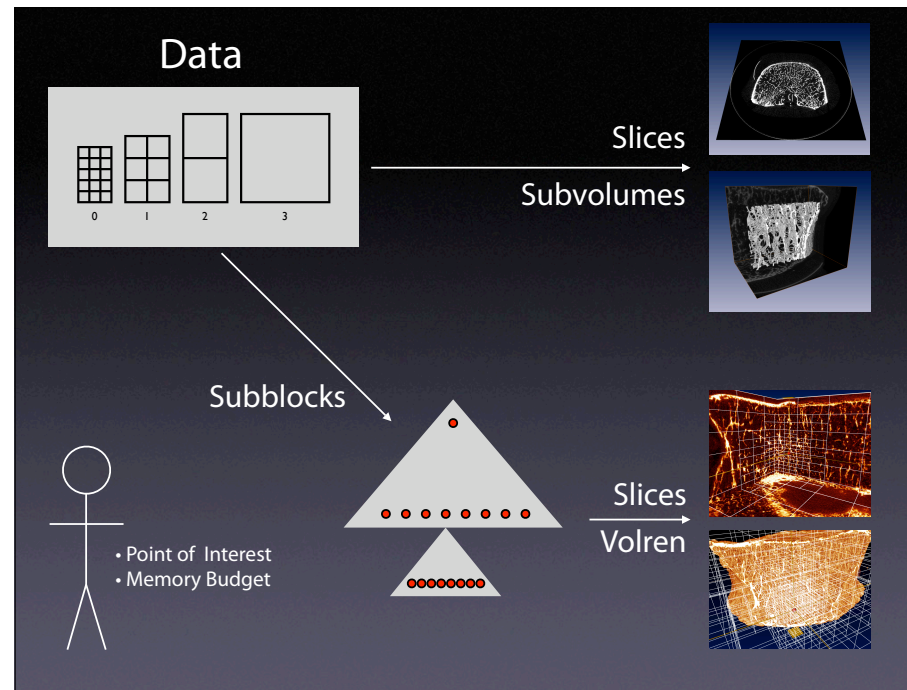 Data
0 1 2 3
Slices
Subvolumes
Subblocks
• Point of Interest
• Memory Budget
Slices
Volren